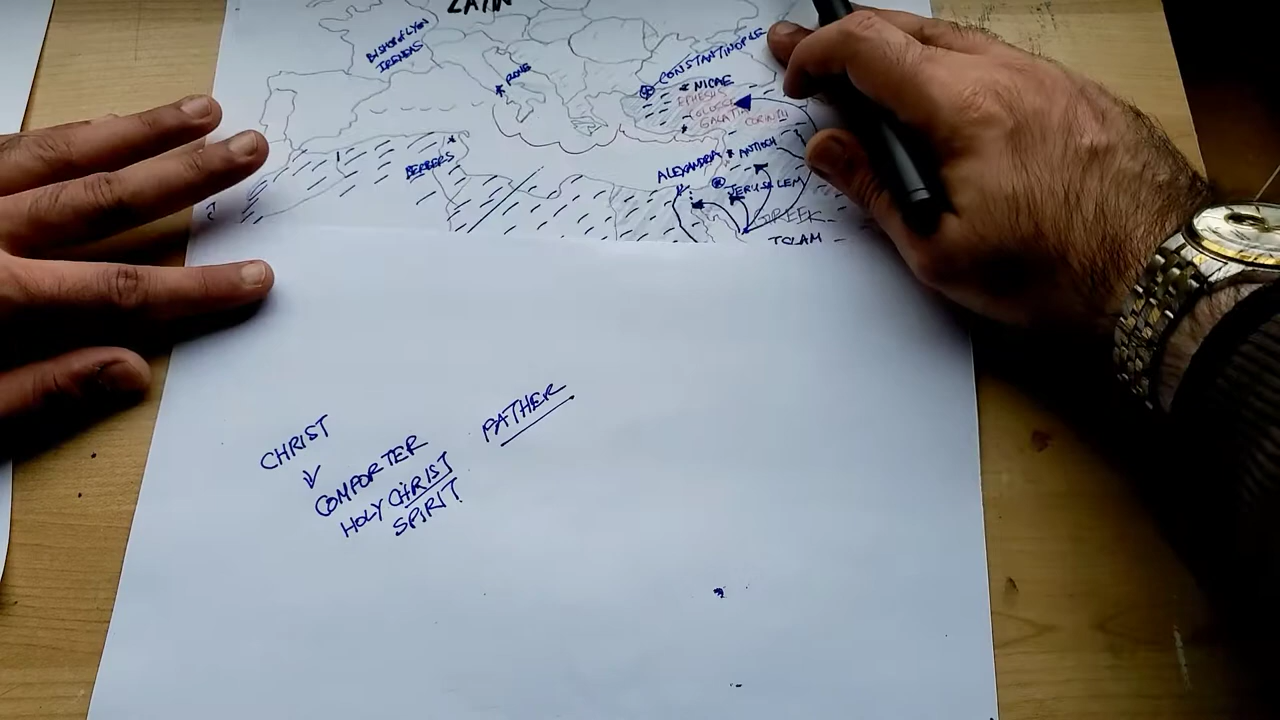 LATIN
BISHOP of LYON
IRENEAS
ROME
CONSTANTINOPLE
NICAE
EPHESUS
GALATIA
CORINTH
BERBERS
ALEXANDRIA
ANTIOCH
JERUSALEM
GREEK
ISLAM
FATHER
CHRIST
COMFORTER
HOLY CHRIST
SPIRIT